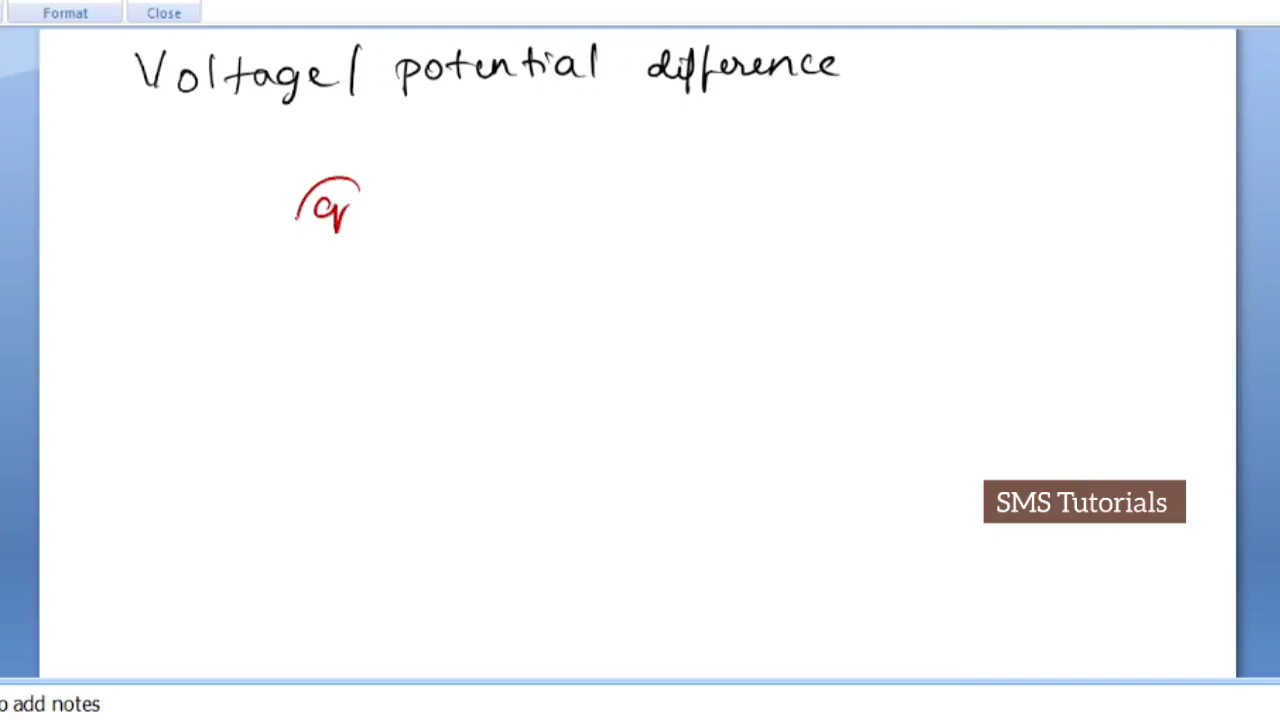 Format Close
Voltage/ potential difference
q
SMS Tutorials
o add notes